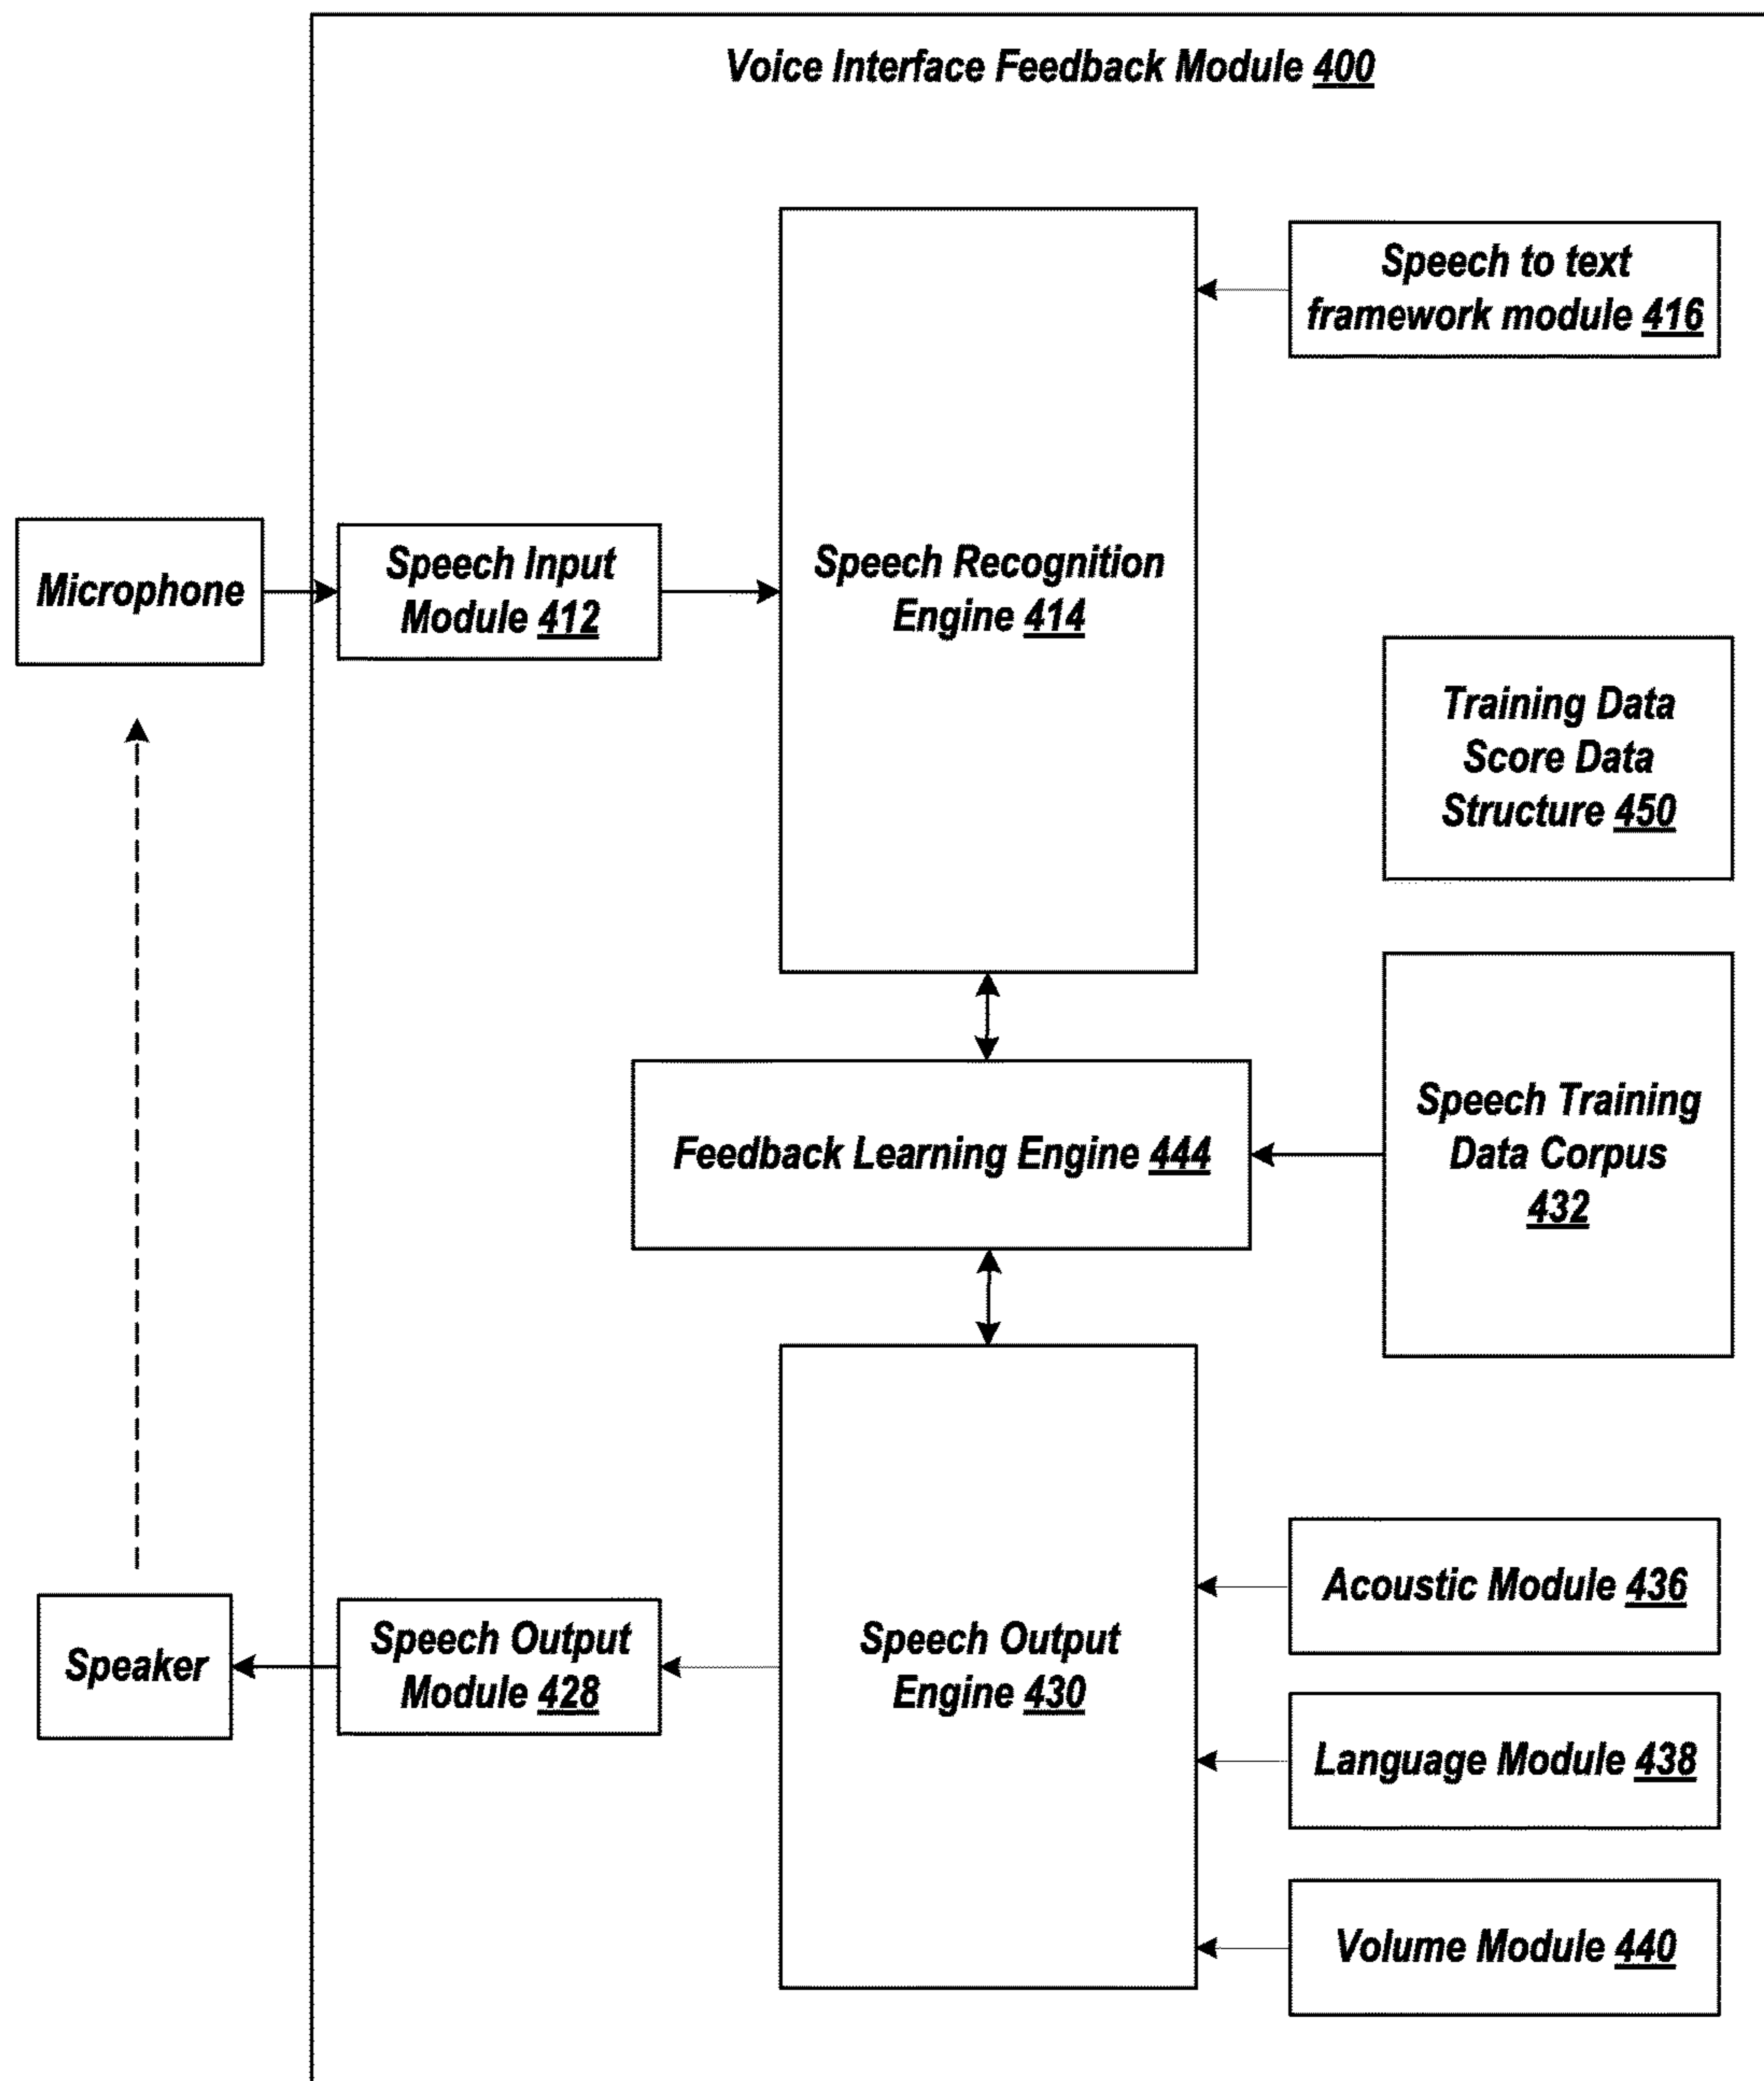 Voice Interface Feedback Module 400
Speech to text
framework module 416
Microphone
Speech Input
Module 412
Speech Recognition
Engine 414
Training Data
Score Data
Structure 450
Feedback Learning Engine 444
Speech Training
Data Corpus
432
Speaker
Speech Output
Module 428
Speech Output
Engine 430
Acoustic Module 436
Language Module 438
Volume Module 440